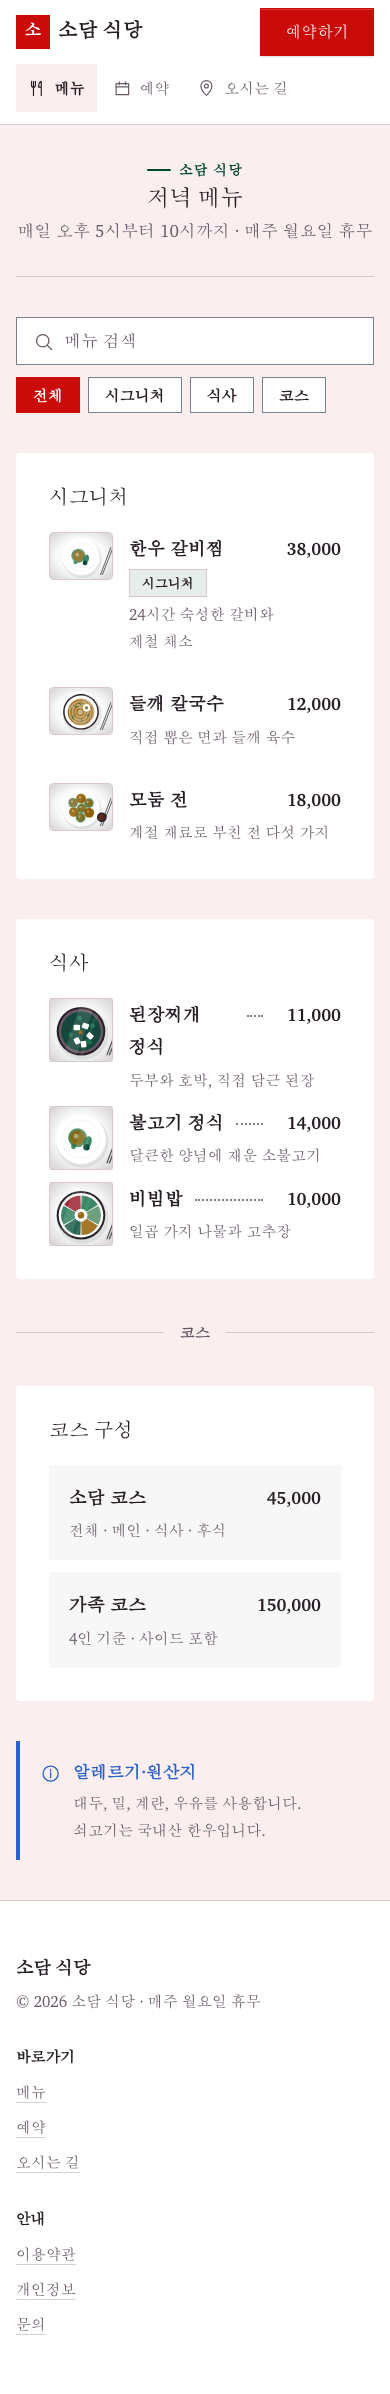 소 소담 식당
예약하기
메뉴 예약 오시는 길
소담 식당
저녁 메뉴
매일 오후 5시부터 10시까지 · 매주 월요일 휴무
메뉴 검색
전체 시그니처 식사 코스
시그니처
한우 갈비찜 38,000
시그니처
24시간 숙성한 갈비와
제철 채소
들깨 칼국수 12,000
직접 뽑은 면과 들깨 육수
모둠 전 18,000
계절 재료로 부친 전 다섯 가지
식사
된장찌개 11,000
정식
두부와 호박, 직접 담근 된장
불고기 정식 14,000
달큰한 양념에 재운 소불고기
비빔밥 10,000
일곱 가지 나물과 고추장
코스
코스 구성
소담 코스 45,000
전채 · 메인 · 식사 · 후식
가족 코스 150,000
4인 기준 · 사이드 포함
알레르기·원산지
대두, 밀, 계란, 우유를 사용합니다.
쇠고기는 국내산 한우입니다.
소담 식당
© 2026 소담 식당 · 매주 월요일 휴무
바로가기
메뉴
예약
오시는 길
안내
이용약관
개인정보
문의